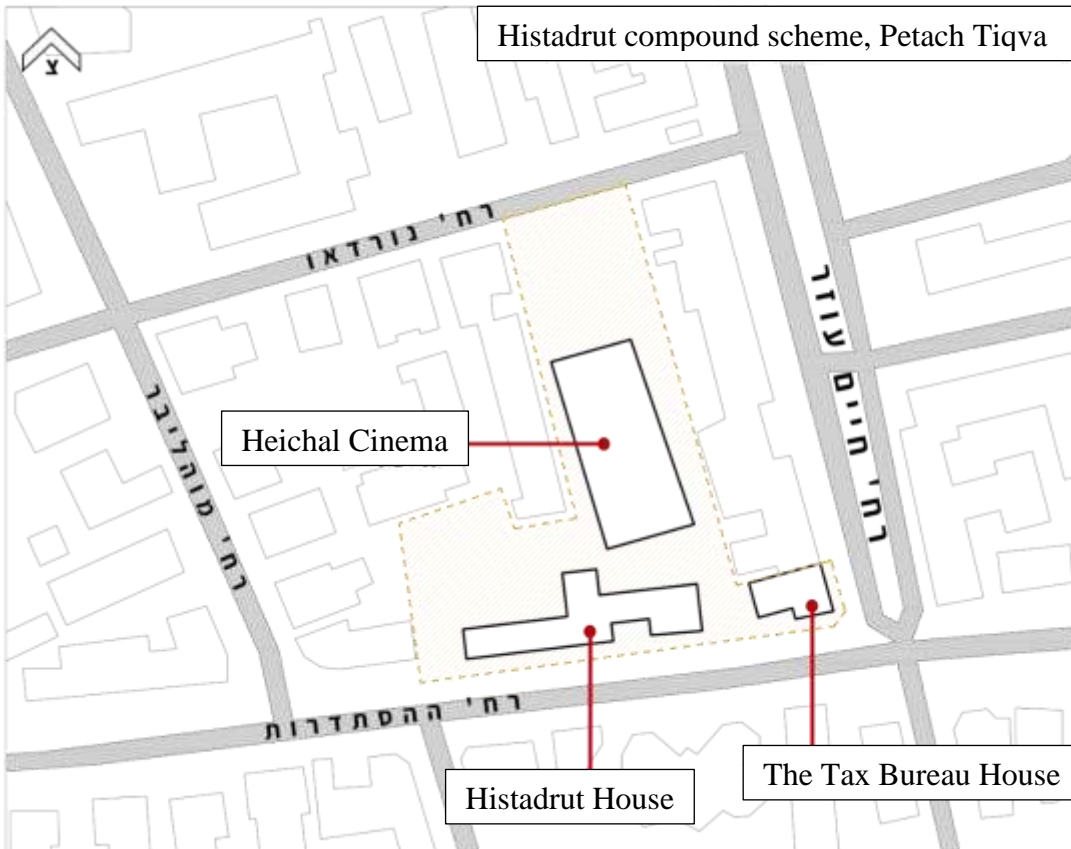 Histadrut compound scheme, Petach Tiqva
צ
רח' נורדאו
רח' חיים עוזר
רח' מוהליבר
Heichal Cinema
רח' ההסתדרות
Histadrut House
The Tax Bureau House